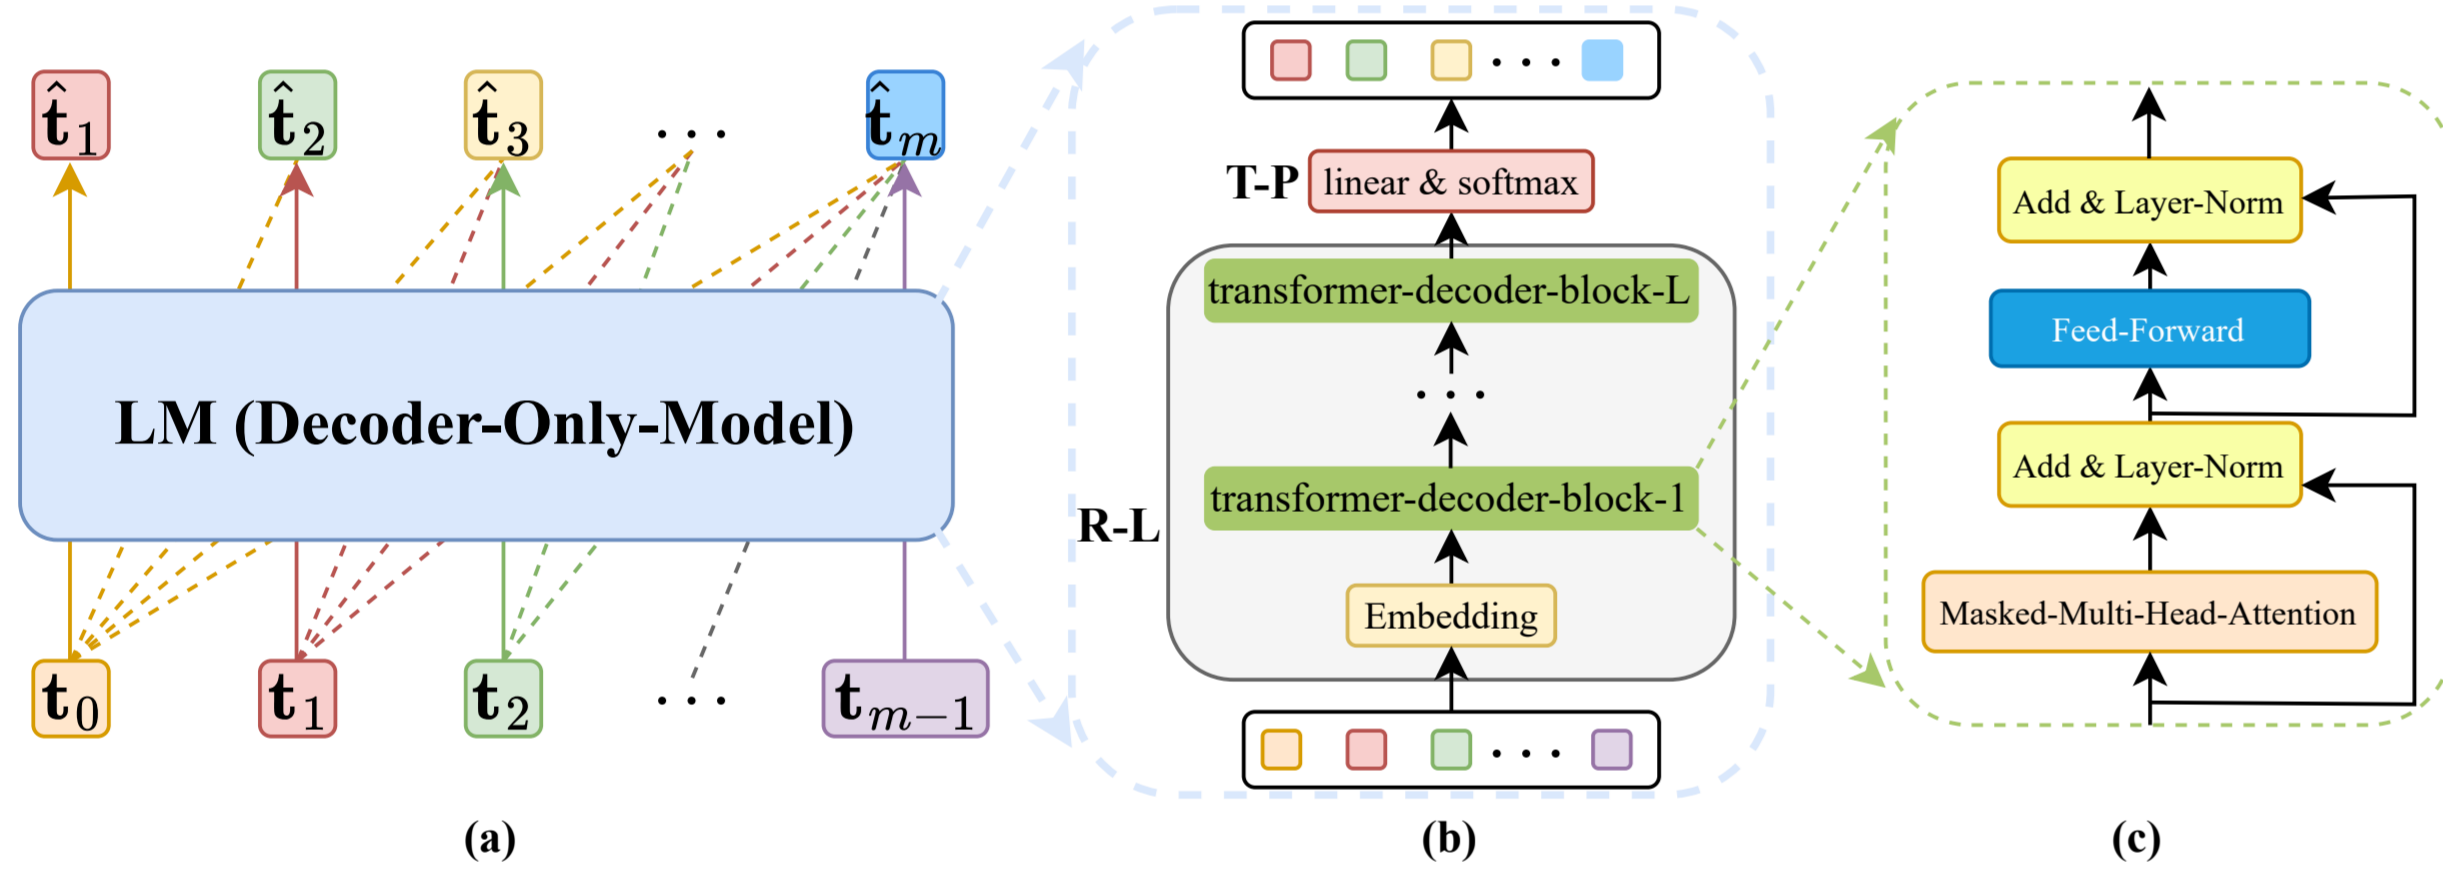 t̂₁ t̂₂ t̂₃ ... t̂ₘ
LM (Decoder-Only-Model)
t₀ t₁ t₂ ... tₘ₋₁
(a)
...
T-P
linear & softmax
transformer-decoder-block-L
...
transformer-decoder-block-1
R-L
Embedding
...
(b)
Add & Layer-Norm
Feed-Forward
Add & Layer-Norm
Masked-Multi-Head-Attention
(c)